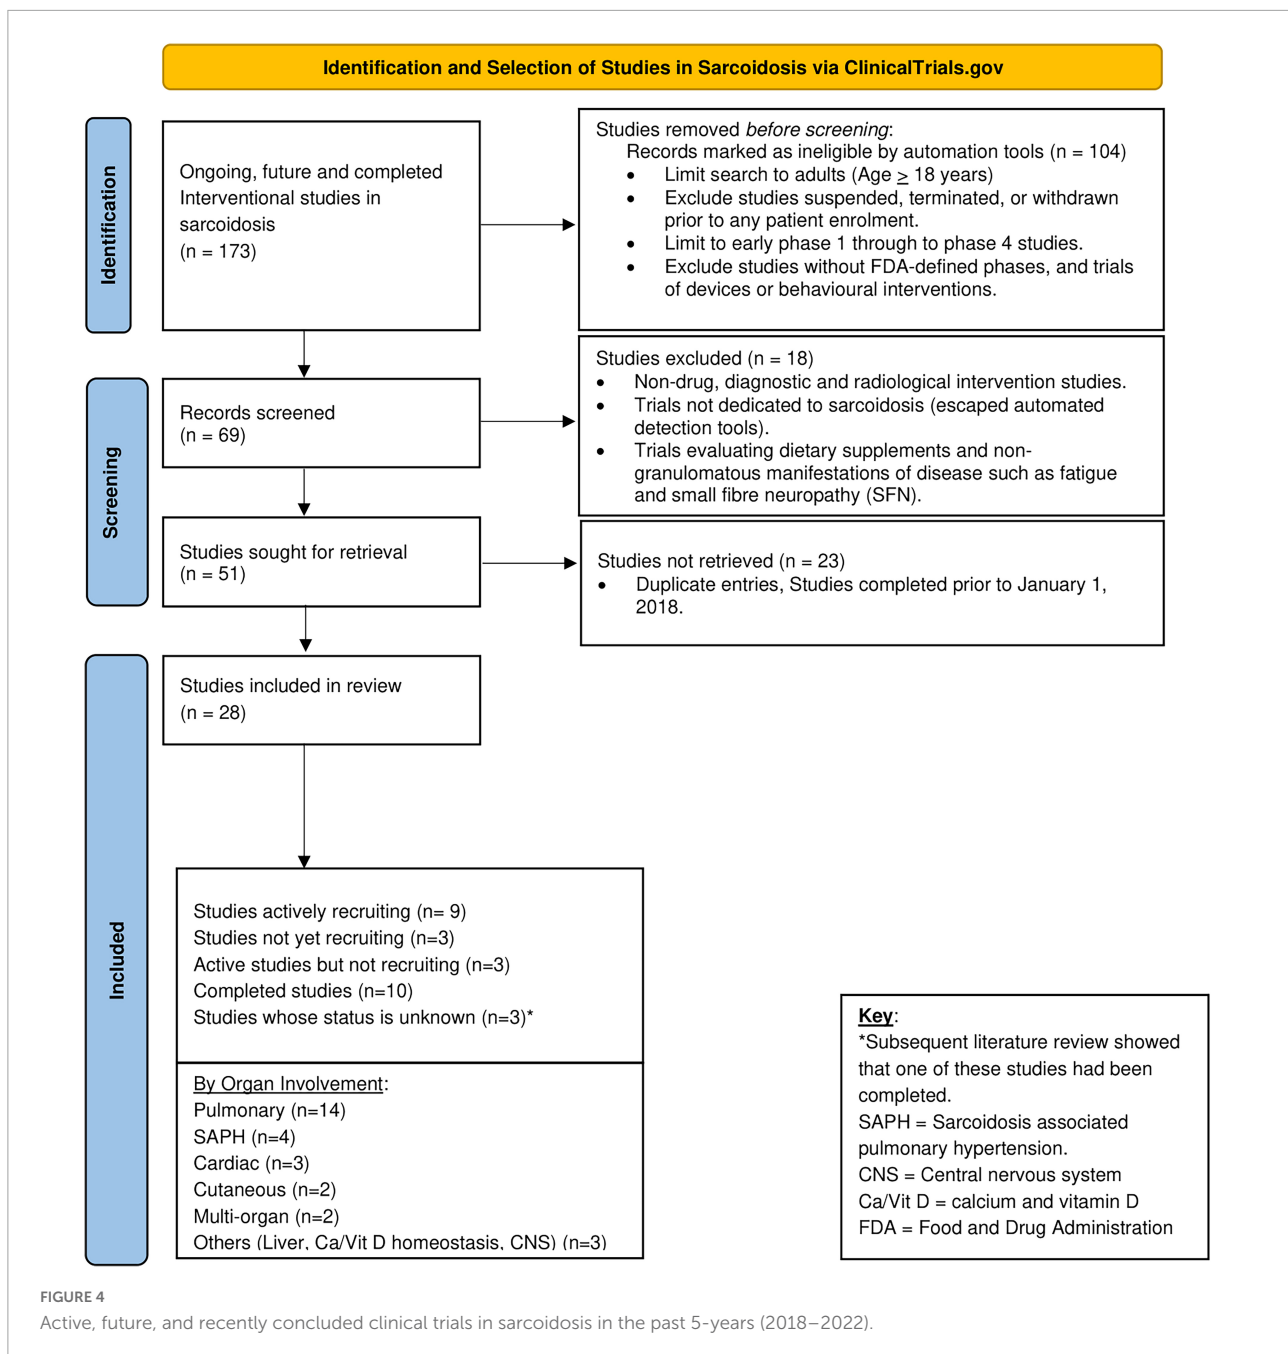 Identification and Selection of Studies in Sarcoidosis via ClinicalTrials.gov
Identification
Ongoing, future and completed
Interventional studies in
sarcoidosis
(n = 173)
Studies removed before screening:
Records marked as ineligible by automation tools (n = 104)
• Limit search to adults (Age ≥ 18 years)
• Exclude studies suspended, terminated, or withdrawn
prior to any patient enrolment.
• Limit to early phase 1 through to phase 4 studies.
• Exclude studies without FDA-defined phases, and trials
of devices or behavioural interventions.
Screening
Records screened
(n = 69)
Studies excluded (n = 18)
• Non-drug, diagnostic and radiological intervention studies.
• Trials not dedicated to sarcoidosis (escaped automated
detection tools).
• Trials evaluating dietary supplements and non-
granulomatous manifestations of disease such as fatigue
and small fibre neuropathy (SFN).
Studies sought for retrieval
(n = 51)
Studies not retrieved (n = 23)
• Duplicate entries, Studies completed prior to January 1,
2018.
Included
Studies included in review
(n = 28)
Studies actively recruiting (n= 9)
Studies not yet recruiting (n=3)
Active studies but not recruiting (n=3)
Completed studies (n=10)
Studies whose status is unknown (n=3)*
By Organ Involvement:
Pulmonary (n=14)
SAPH (n=4)
Cardiac (n=3)
Cutaneous (n=2)
Multi-organ (n=2)
Others (Liver, Ca/Vit D homeostasis, CNS) (n=3)
Key:
*Subsequent literature review showed
that one of these studies had been
completed.
SAPH = Sarcoidosis associated
pulmonary hypertension.
CNS = Central nervous system
Ca/Vit D = calcium and vitamin D
FDA = Food and Drug Administration
FIGURE 4
Active, future, and recently concluded clinical trials in sarcoidosis in the past 5-years (2018–2022).